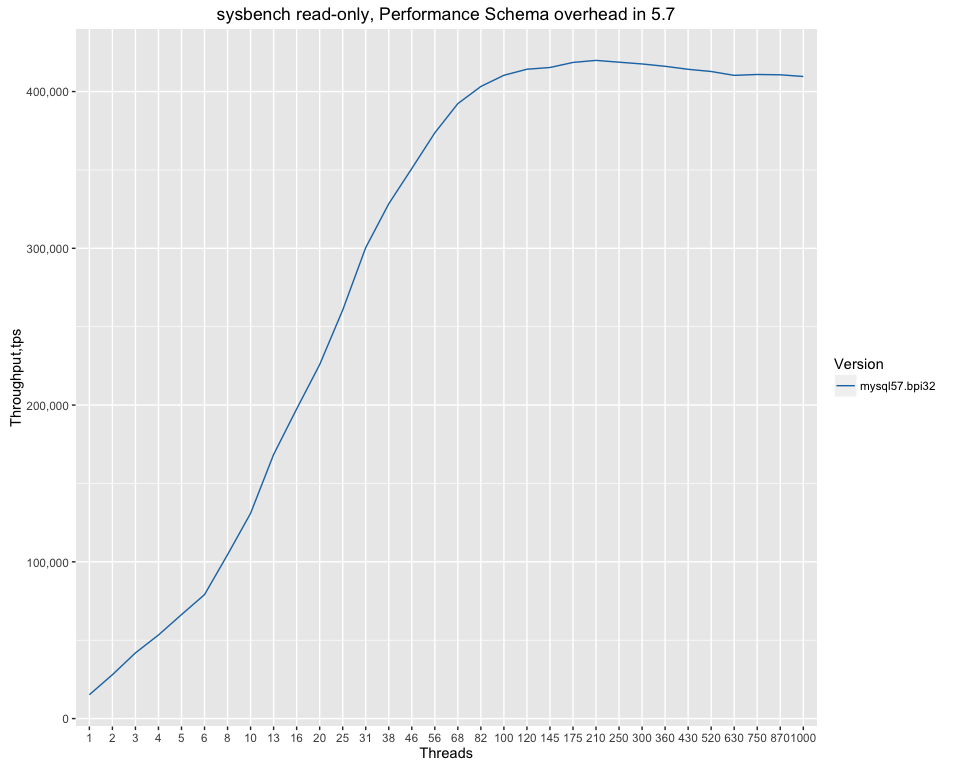 sysbench read-only, Performance Schema overhead in 5.7
Throughput,tps
400,000
300,000
200,000
100,000
0
1 2 3 4 5 6 8 10 13 16 20 25 31 38 46 56 68 82 100 120 145 175 210 250 300 360 430 520 630 750 870 1000
Threads
Version
mysql57.bpi32